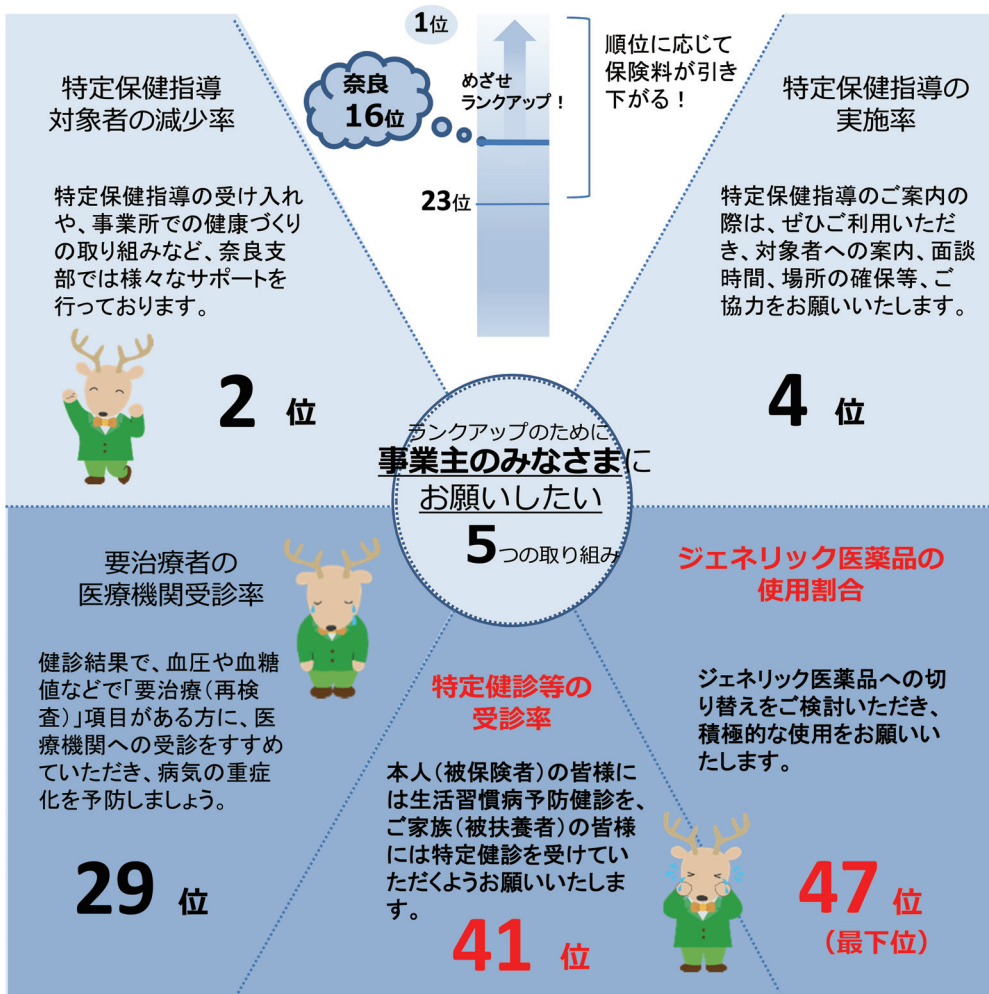 1位
奈良
16位
めざせ
ランクアップ！
23位
順位に応じて
保険料が引き
下がる！
特定保健指導
対象者の減少率
特定保健指導の受け入れ
や、事業所での健康づくり
の取り組みなど、奈良支
部では様々なサポートを
行っております。
2 位
特定保健指導の
実施率
特定保健指導のご案内の
際は、ぜひご利用いただ
き、対象者への案内、面談
時間、場所の確保等、ご
協力をお願いいたします。
4 位
ランクアップのために
事業主のみなさまに
お願いしたい
5つの取り組み
要治療者の
医療機関受診率
健診結果で、血圧や血糖
値などで「要治療（再検
査）」項目がある方に、医
療機関への受診をすすめ
ていただき、病気の重症
化を予防しましょう。
29 位
特定健診等の
受診率
本人（被保険者）の皆様に
は生活習慣病予防健診を、
ご家族（被扶養者）の皆様
には特定健診を受けてい
ただくようお願いいたしま
す。
41 位
ジェネリック医薬品の
使用割合
ジェネリック医薬品への切
り替えをご検討いただき、
積極的な使用をお願いい
たします。
47 位
（最下位）